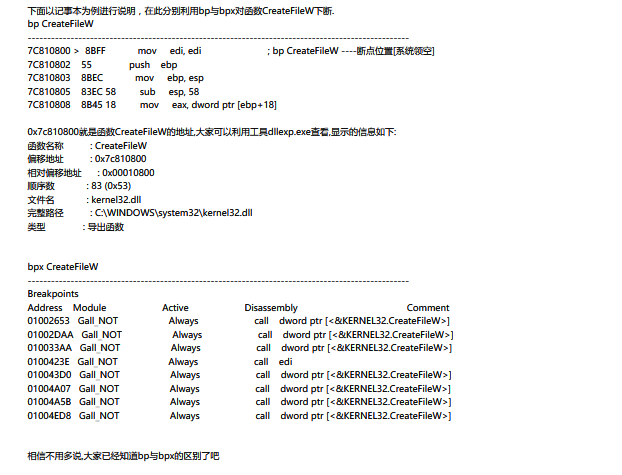 下面以记事本为例进行说明，在此分别利用bp与bpx对函数CreateFileW下断.
bp CreateFileW
--------------------------------------------------------------------------------------------
7C810800 > 8BFF mov edi, edi ; bp CreateFileW ----断点位置[系统领空]
7C810802 55 push ebp
7C810803 8BEC mov ebp, esp
7C810805 83EC 58 sub esp, 58
7C810808 8B45 18 mov eax, dword ptr [ebp+18]
0x7c810800就是函数CreateFileW的地址,大家可以利用工具dllexp.exe查看,显示的信息如下:
函数名称 : CreateFileW
偏移地址 : 0x7c810800
相对偏移地址 : 0x00010800
顺序数 : 83 (0x53)
文件名 : kernel32.dll
完整路径 : C:\WINDOWS\system32\kernel32.dll
类型 : 导出函数
bpx CreateFileW
--------------------------------------------------------------------------------------------
Breakpoints
Address Module Active Disassembly Comment
01002653 Gall_NOT Always call dword ptr [<&KERNEL32.CreateFileW>]
01002DAA Gall_NOT Always call dword ptr [<&KERNEL32.CreateFileW>]
010033AA Gall_NOT Always call dword ptr [<&KERNEL32.CreateFileW>]
0100423E Gall_NOT Always call edi
010043D0 Gall_NOT Always call dword ptr [<&KERNEL32.CreateFileW>]
01004A07 Gall_NOT Always call dword ptr [<&KERNEL32.CreateFileW>]
01004A5B Gall_NOT Always call dword ptr [<&KERNEL32.CreateFileW>]
01004ED8 Gall_NOT Always call dword ptr [<&KERNEL32.CreateFileW>]
相信不用多说,大家已经知道bp与bpx的区别了吧